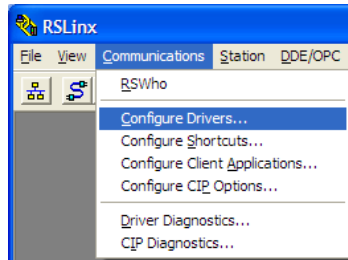 RSLinx
File View Communications Station DDE/OPC
RSWho
Configure Drivers...
Configure Shortcuts...
Configure Client Applications...
Configure CIP Options...
Driver Diagnostics...
CIP Diagnostics...